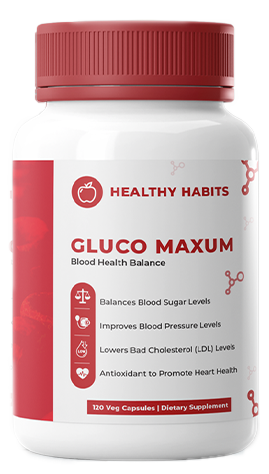 HEALTHY HABITS
GLUCO MAXUM
Blood Health Balance
Balances Blood Sugar Levels
Improves Blood Pressure Levels
LDL
Lowers Bad Cholesterol (LDL) Levels
Antioxidant to Promote Heart Health
120 Veg Capsules | Dietary Supplement